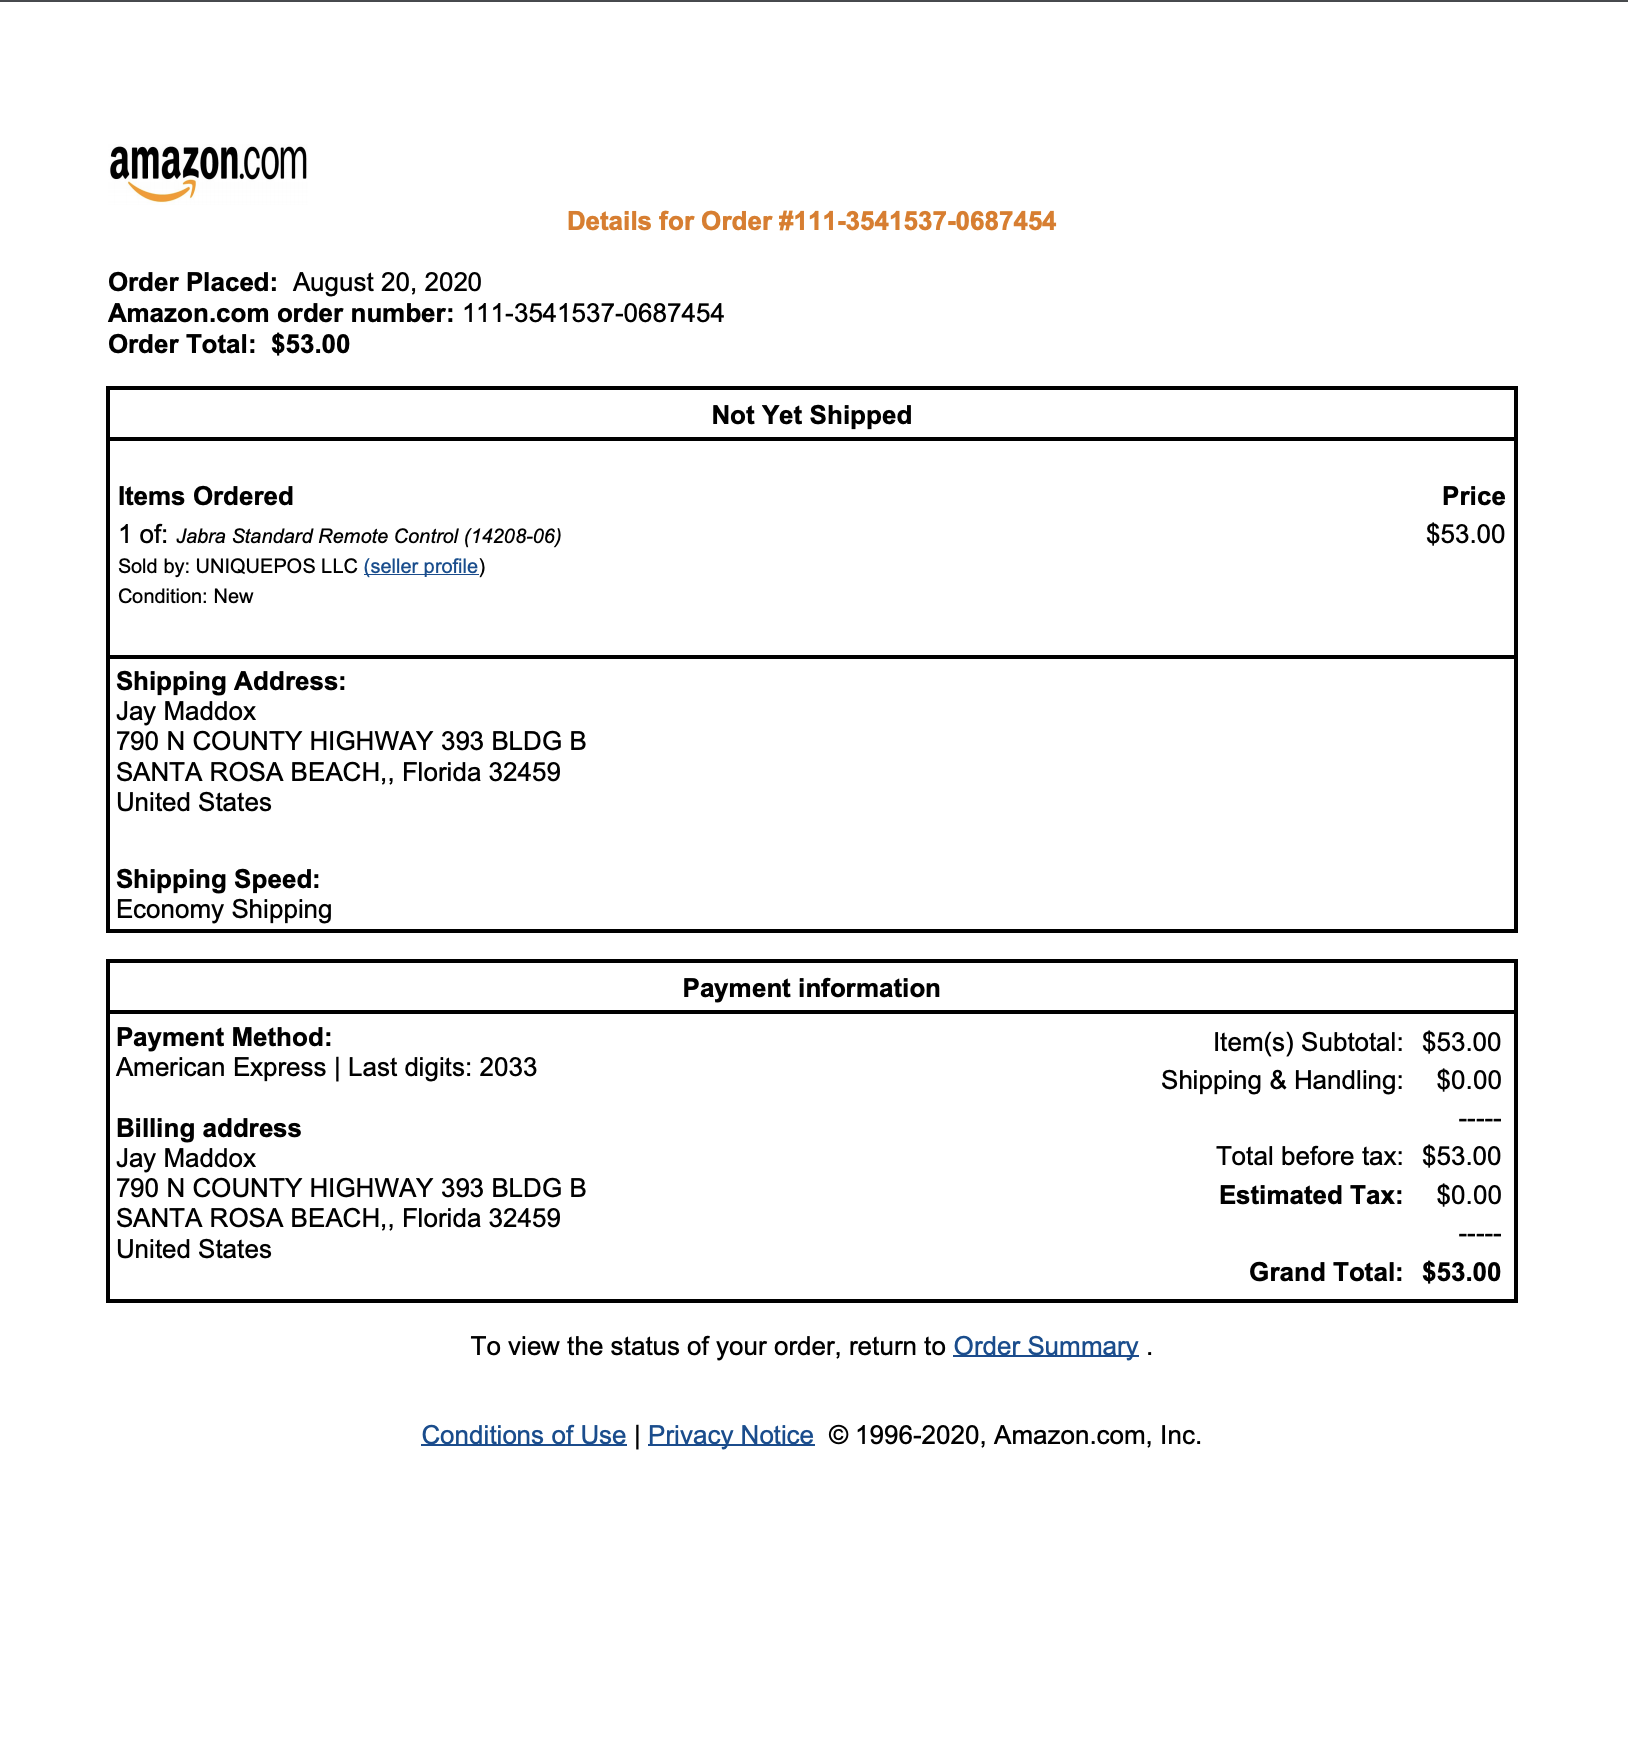 amazon.com
Details for Order #111-3541537-0687454
Order Placed: August 20, 2020
Amazon.com order number: 111-3541537-0687454
Order Total: $53.00
Not Yet Shipped
Items Ordered Price
1 of: Jabra Standard Remote Control (14208-06) $53.00
Sold by: UNIQUEPOS LLC (seller profile)
Condition: New
Shipping Address:
Jay Maddox
790 N COUNTY HIGHWAY 393 BLDG B
SANTA ROSA BEACH,, Florida 32459
United States
Shipping Speed:
Economy Shipping
Payment information
Payment Method:
American Express | Last digits: 2033
Billing address
Jay Maddox
790 N COUNTY HIGHWAY 393 BLDG B
SANTA ROSA BEACH,, Florida 32459
United States
Item(s) Subtotal: $53.00
Shipping & Handling: $0.00
-----
Total before tax: $53.00
Estimated Tax: $0.00
-----
Grand Total: $53.00
To view the status of your order, return to Order Summary .
Conditions of Use | Privacy Notice © 1996-2020, Amazon.com, Inc.